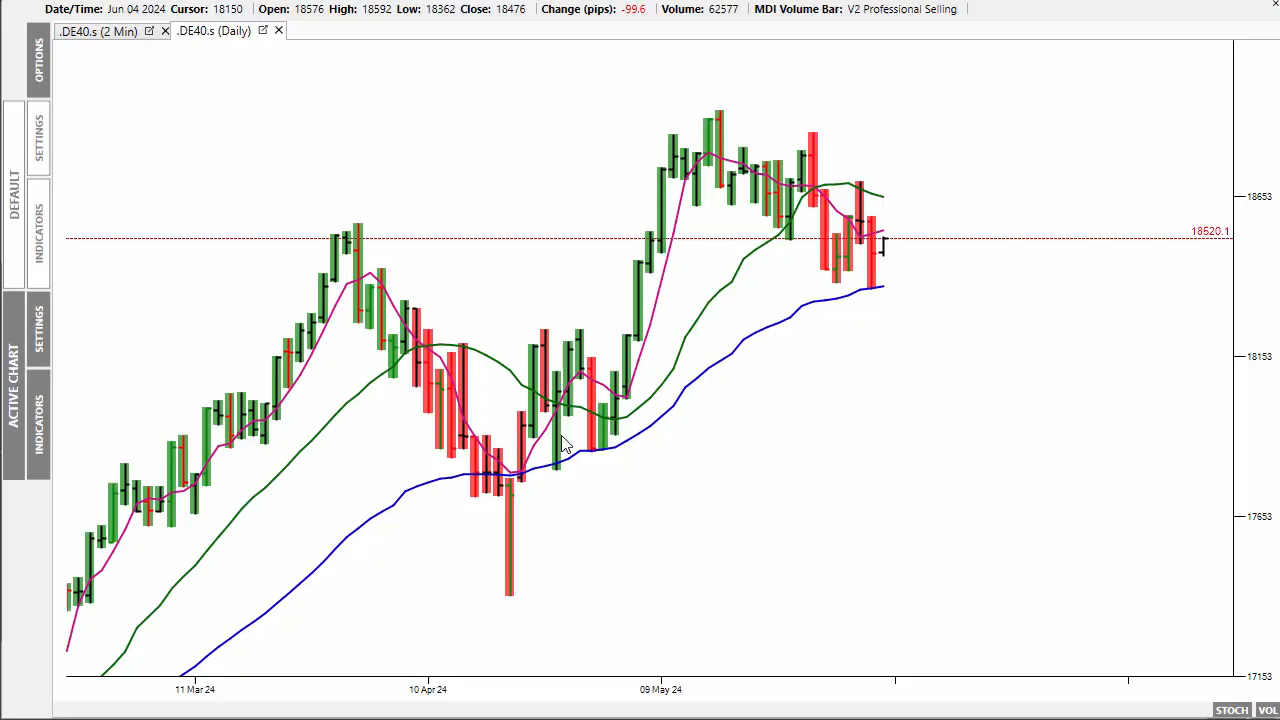 Date/Time: Jun 04 2024 Cursor: 18150 Open: 18576 High: 18592 Low: 18362 Close: 18476 Change (pips): -99.6 Volume: 62577 MDI Volume Bar: V2 Professional Selling
.DE40.s (2 Min)
.DE40.s (Daily)
OPTIONS
DEFAULT
SETTINGS
INDICATORS
ACTIVE CHART
SETTINGS
INDICATORS
18653
18520.1
18153
17653
17153
11 Mar 24
10 Apr 24
09 May 24
STOCH
VOL